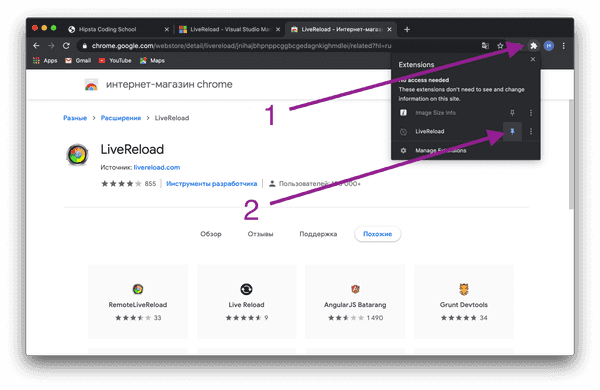 Hipsta Coding School
LiveReload - Visual Studio Ma
LiveReload - Интернет-магаз
chrome.google.com/webstore/detail/livereload/jnihajbhpnppcggbcgedagnkighmdlei/related?hl=ru
Apps Gmail YouTube Maps
Extensions
No access needed
These extensions don't need to see and change
information on this site.
Image Size Info
LiveReload
Manage Extensions
интернет-магазин chrome
1
Разные Расширение LiveReload
LiveReload
Источник: livereload.com
855 Инструменты разработчика Пользователей:
2
Обзор Отзывы Поддержка Похожие
RemoteLiveReload Live Reload AngularJS Batarang Grunt Devtools
33 9 1 490 34